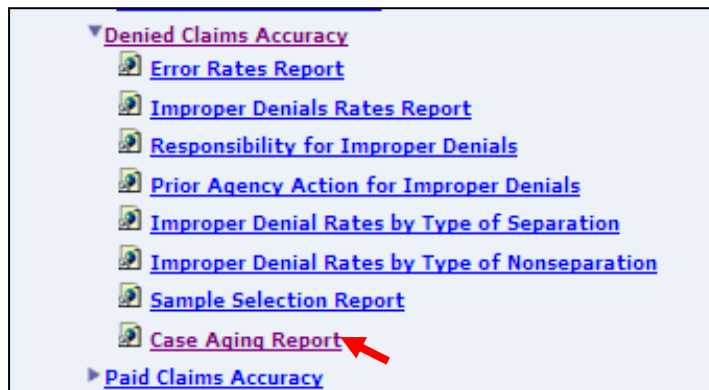 Denied Claims Accuracy
Error Rates Report
Improper Denials Rates Report
Responsibility for Improper Denials
Prior Agency Action for Improper Denials
Improper Denial Rates by Type of Separation
Improper Denial Rates by Type of Nonseparation
Sample Selection Report
Case Aging Report
Paid Claims Accuracy